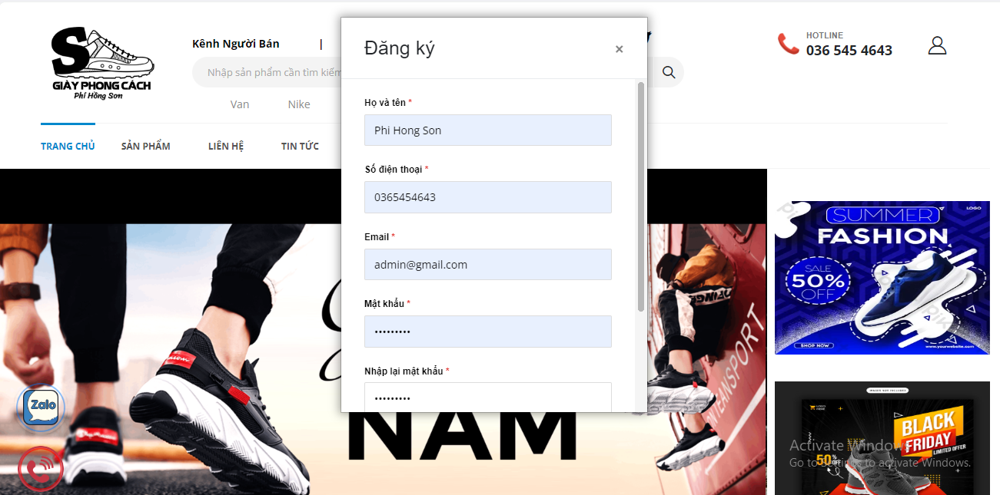 GIÀY PHONG CÁCH
Phí Hồng Sơn
Kênh Người Bán |
Nhập sản phẩm cần tìm kiếm
Van Nike
HOTLINE
036 545 4643
TRANG CHỦ SẢN PHẨM LIÊN HỆ TIN TỨC
Đăng ký
×
Họ và tên *
Phi Hong Son
Số điện thoại *
0365454643
Email *
admin@gmail.com
Mật khẩu *
•••••••••
Nhập lại mật khẩu *
•••••••••
NAM
TRANSPORT
Zalo
LOGO
SUMMER
FASHION
SALE
50%
OFF
SHOP NOW
www.yourwebsite.com
BLACK
FRIDAY
LIMITED OFFER
50%
OFF
Activate Windows
Go to Settings to activate Windows.